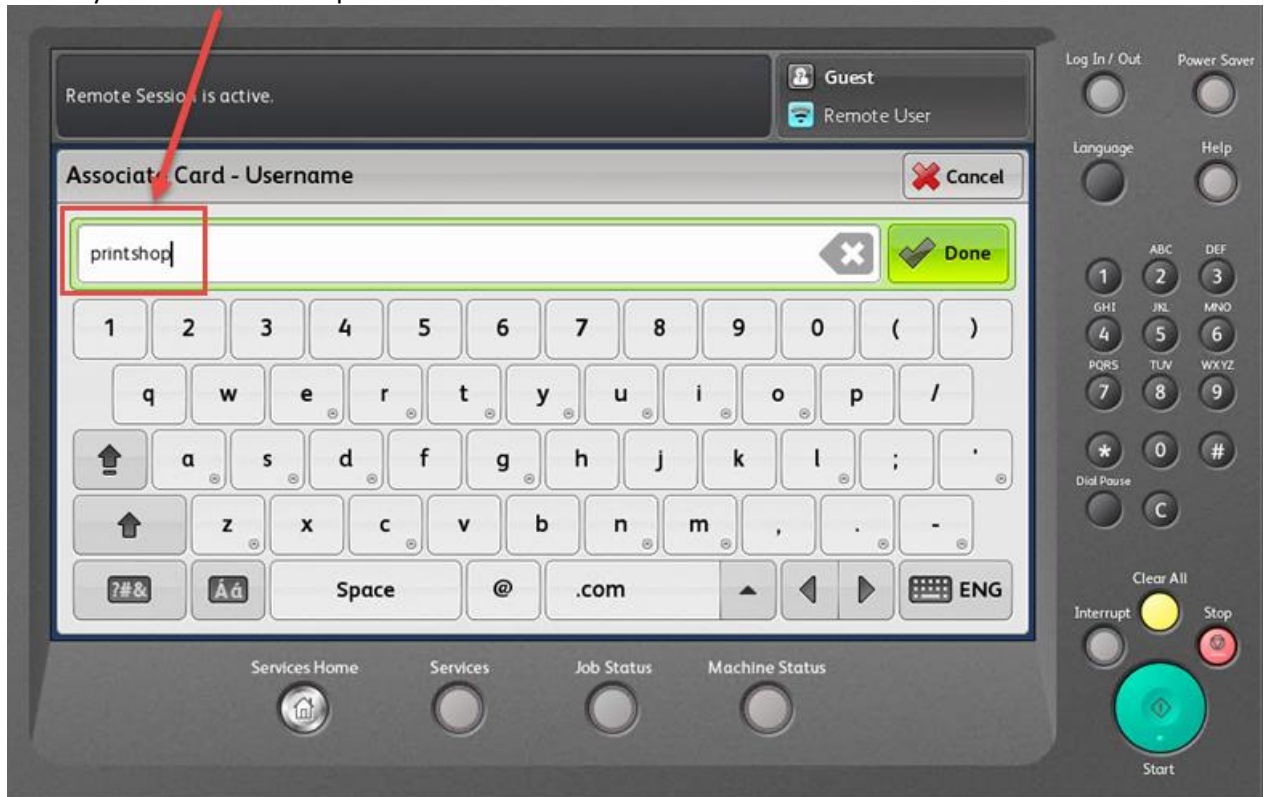 Log In / Out Power Saver
Remote Session is active.
Guest
Remote User
Language Help
Associate Card - Username
Cancel
printshop
Done
ABC DEF
1 2 3
GHI JKL MNO
4 5 6
PQRS TUV WXYZ
7 8 9
* 0 #
Dial Pause
C
1 2 3 4 5 6 7 8 9 0 ( )
q w e r t y u i o p /
a s d f g h j k l ; '
z x c v b n m , . -
?#& Áá Space @ .com ENG
Clear All
Interrupt Stop
Services Home Services Job Status Machine Status
Start